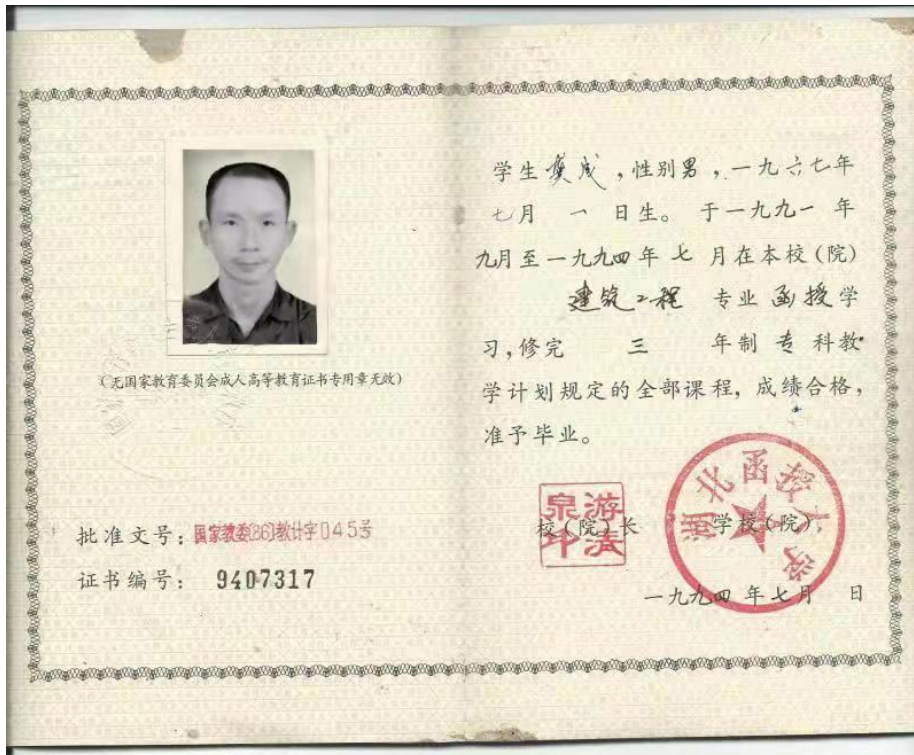 (无国家教育委员会成人高等教育证书专用章无效)
批准文号：国家教委(86)教计字045号
证书编号： 9407317
学生 成，性别男，一九六七年
七月 一 日生。于一九九一 年
九月至一九九四年 七 月在本校(院)
建筑工程 专业 函授学
习，修完 三 年制 专 科教
学计划规定的全部课程，成绩合格，
准予毕业。
校(院)长 学校(院)
游清泉印
湖北函授大学
一九九四 年七月 日